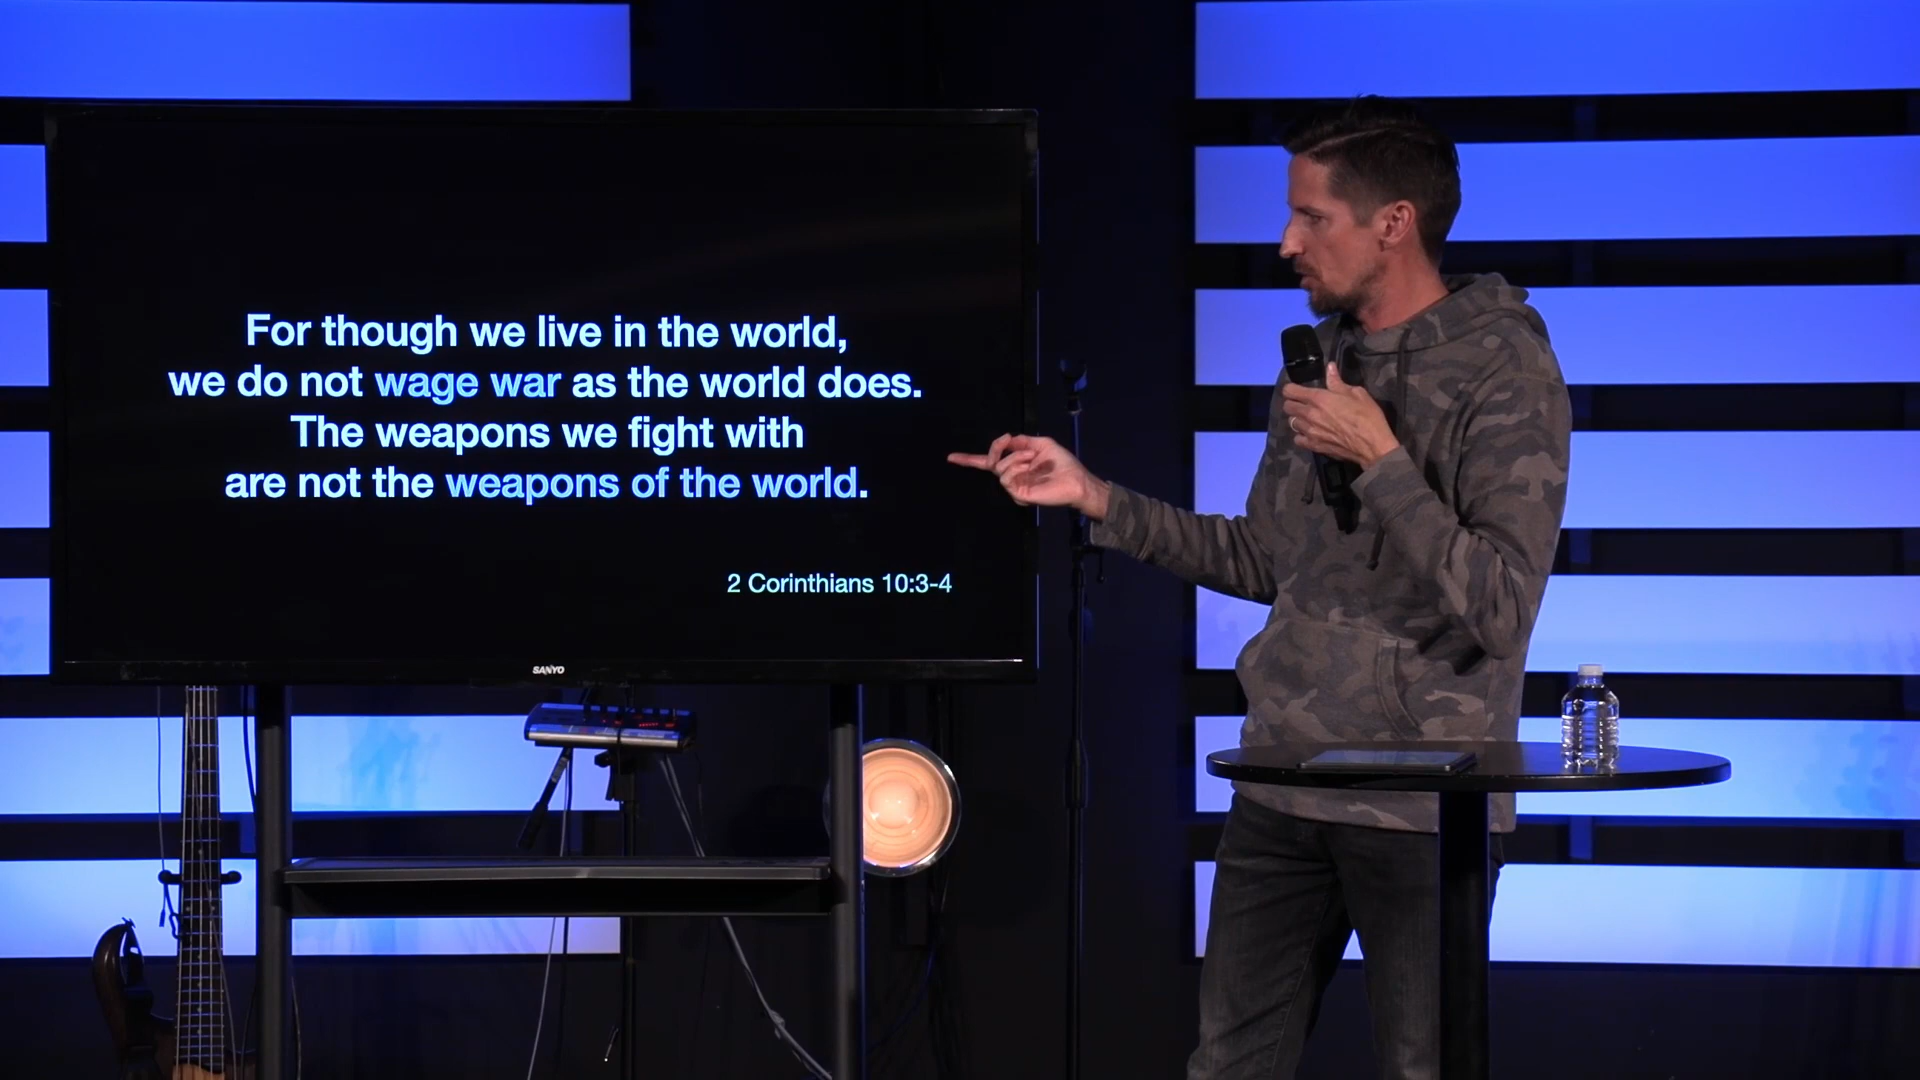 For though we live in the world,
we do not wage war as the world does.
The weapons we fight with
are not the weapons of the world.
2 Corinthians 10:3-4
SANYO